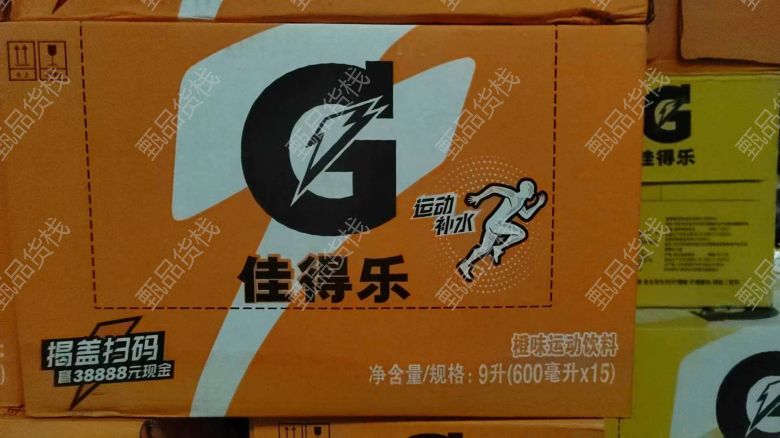 G
佳得乐
运动
补水
揭盖扫码
赢38888元现金
橙味运动饮料
净含量/规格：9升(600毫升x15)
G
佳得乐
甄品货栈